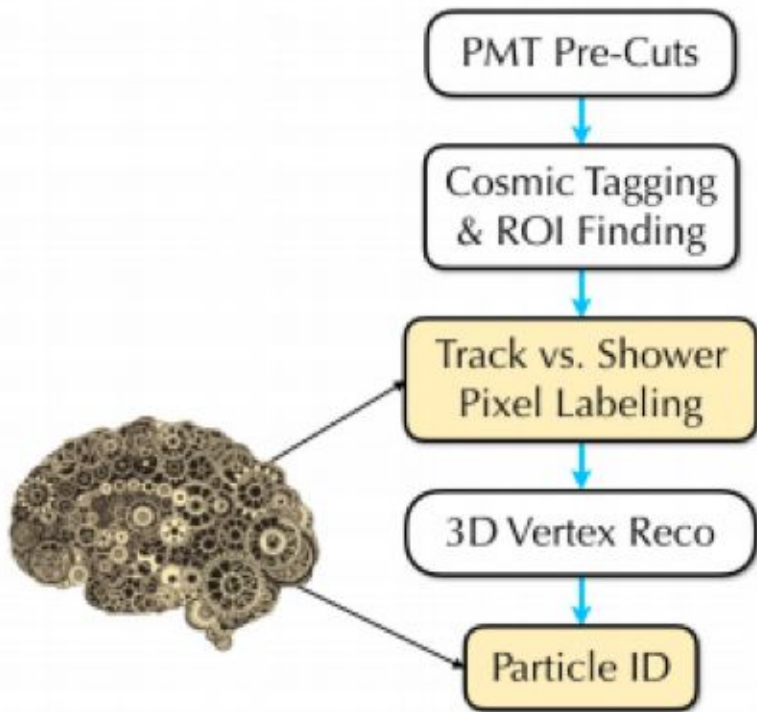 PMT Pre-Cuts
Cosmic Tagging
& ROI Finding
Track vs. Shower
Pixel Labeling
3D Vertex Reco
Particle ID